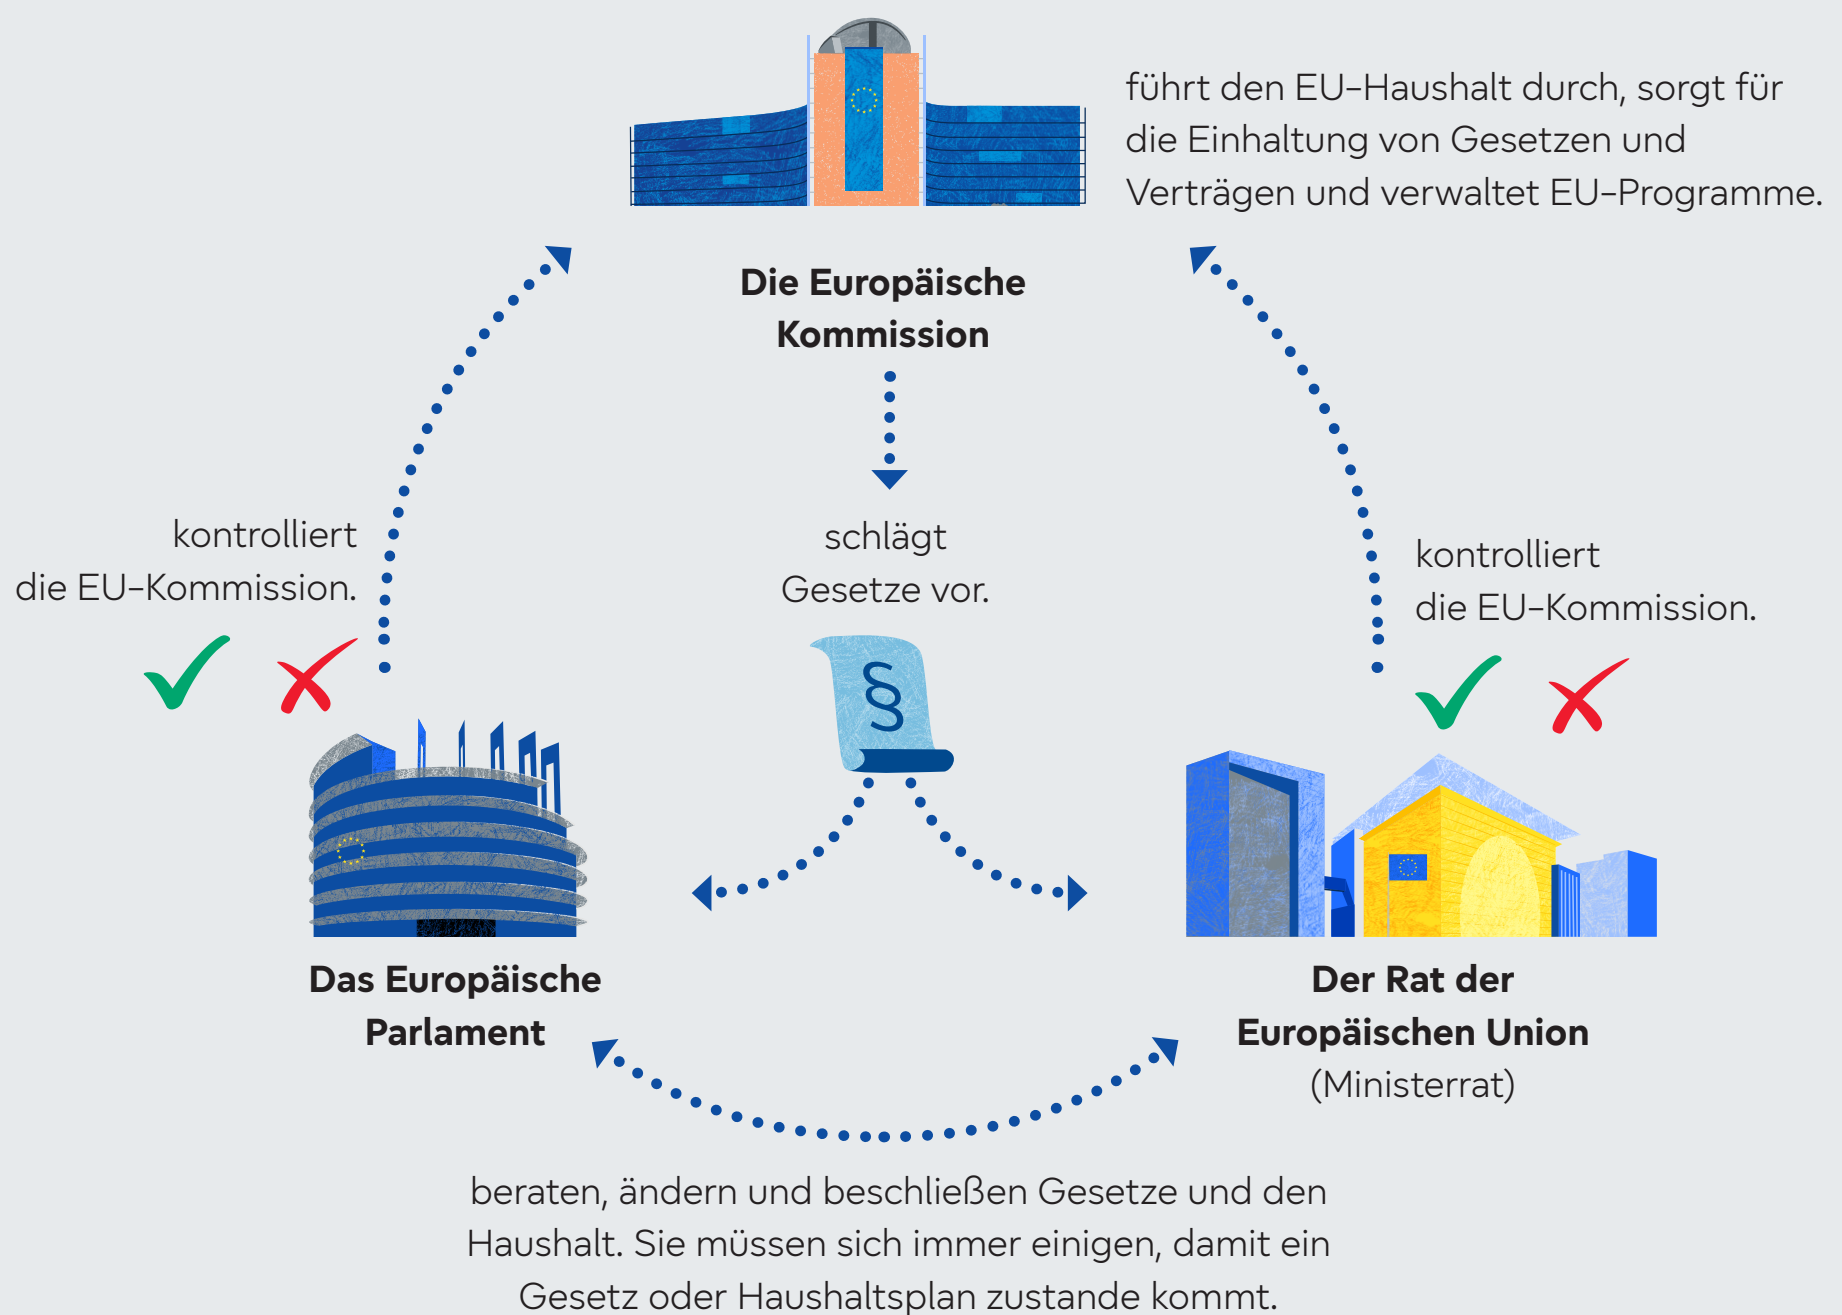 führt den EU-Haushalt durch, sorgt für
die Einhaltung von Gesetzen und
Verträgen und verwaltet EU-Programme.
Die Europäische
Kommission
kontrolliert
die EU-Kommission.
schlägt
Gesetze vor.
kontrolliert
die EU-Kommission.
§
Das Europäische
Parlament
Der Rat der
Europäischen Union
(Ministerrat)
beraten, ändern und beschließen Gesetze und den
Haushalt. Sie müssen sich immer einigen, damit ein
Gesetz oder Haushaltsplan zustande kommt.